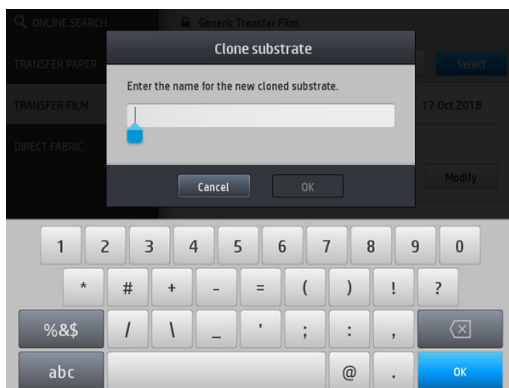 ONLINE SEARCH
Generic Transfer Film
Clone substrate
TRANSFER PAPER
Select
Enter the name for the new cloned substrate.
TRANSFER FILM
17 Oct 2018
DIRECT FABRIC
Modify
Cancel
OK
1 2 3 4 5 6 7 8 9 0
* # + - = ( ) ! ?
%&$ / \ _ ' ; : ,
abc @ . OK